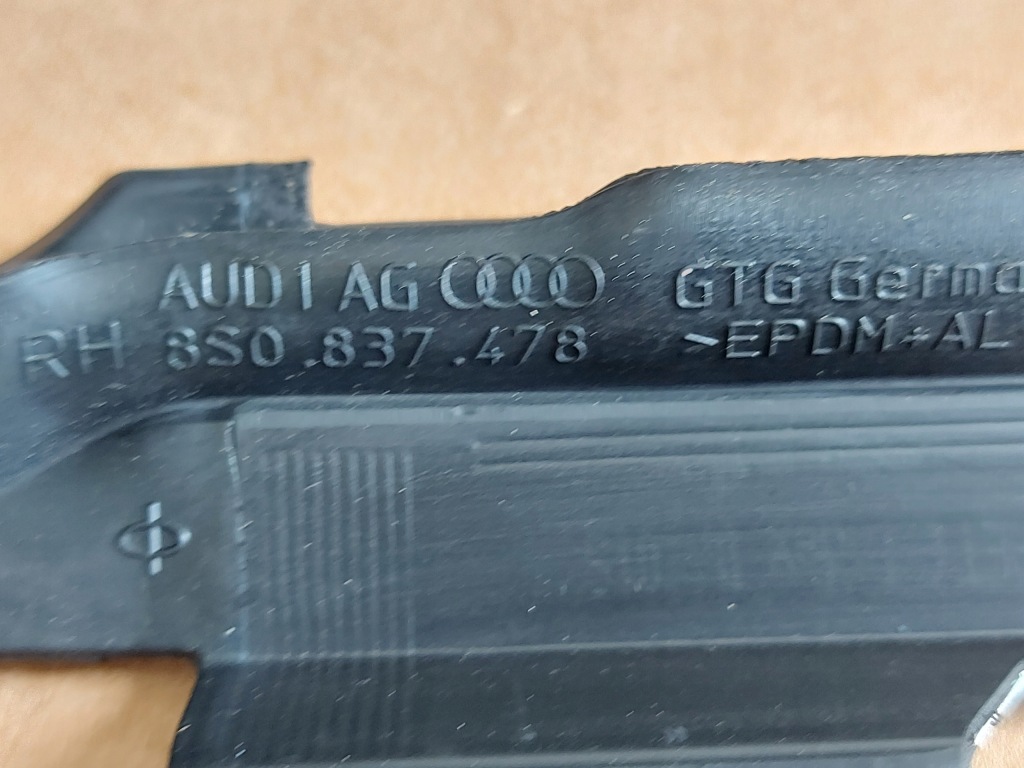 AUDI AG GTG Germa
RH 8S0.837.478 >EPDM+AL